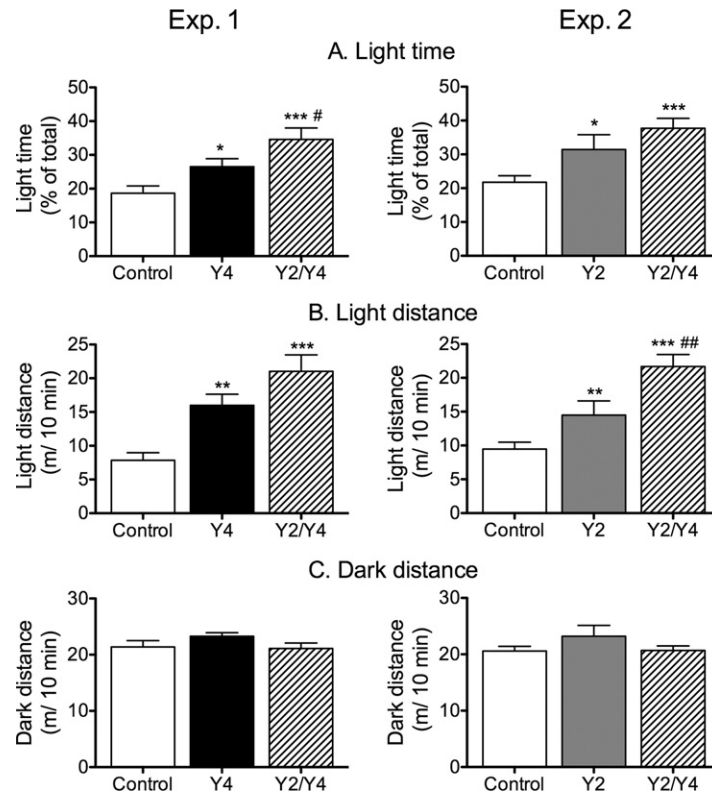 Exp. 1
Exp. 2
A. Light time
Light time
(% of total)
50
40
30
20
10
0
*
*** #
Control
Y4
Y2/Y4
Light time
(% of total)
50
40
30
20
10
0
*
***
Control
Y2
Y2/Y4
B. Light distance
Light distance
(m/ 10 min)
25
20
15
10
5
0
**
***
Control
Y4
Y2/Y4
Light distance
(m/ 10 min)
25
20
15
10
5
0
**
*** ##
Control
Y2
Y2/Y4
C. Dark distance
Dark distance
(m/ 10 min)
30
20
10
0
Control
Y4
Y2/Y4
Dark distance
(m/ 10 min)
30
20
10
0
Control
Y2
Y2/Y4